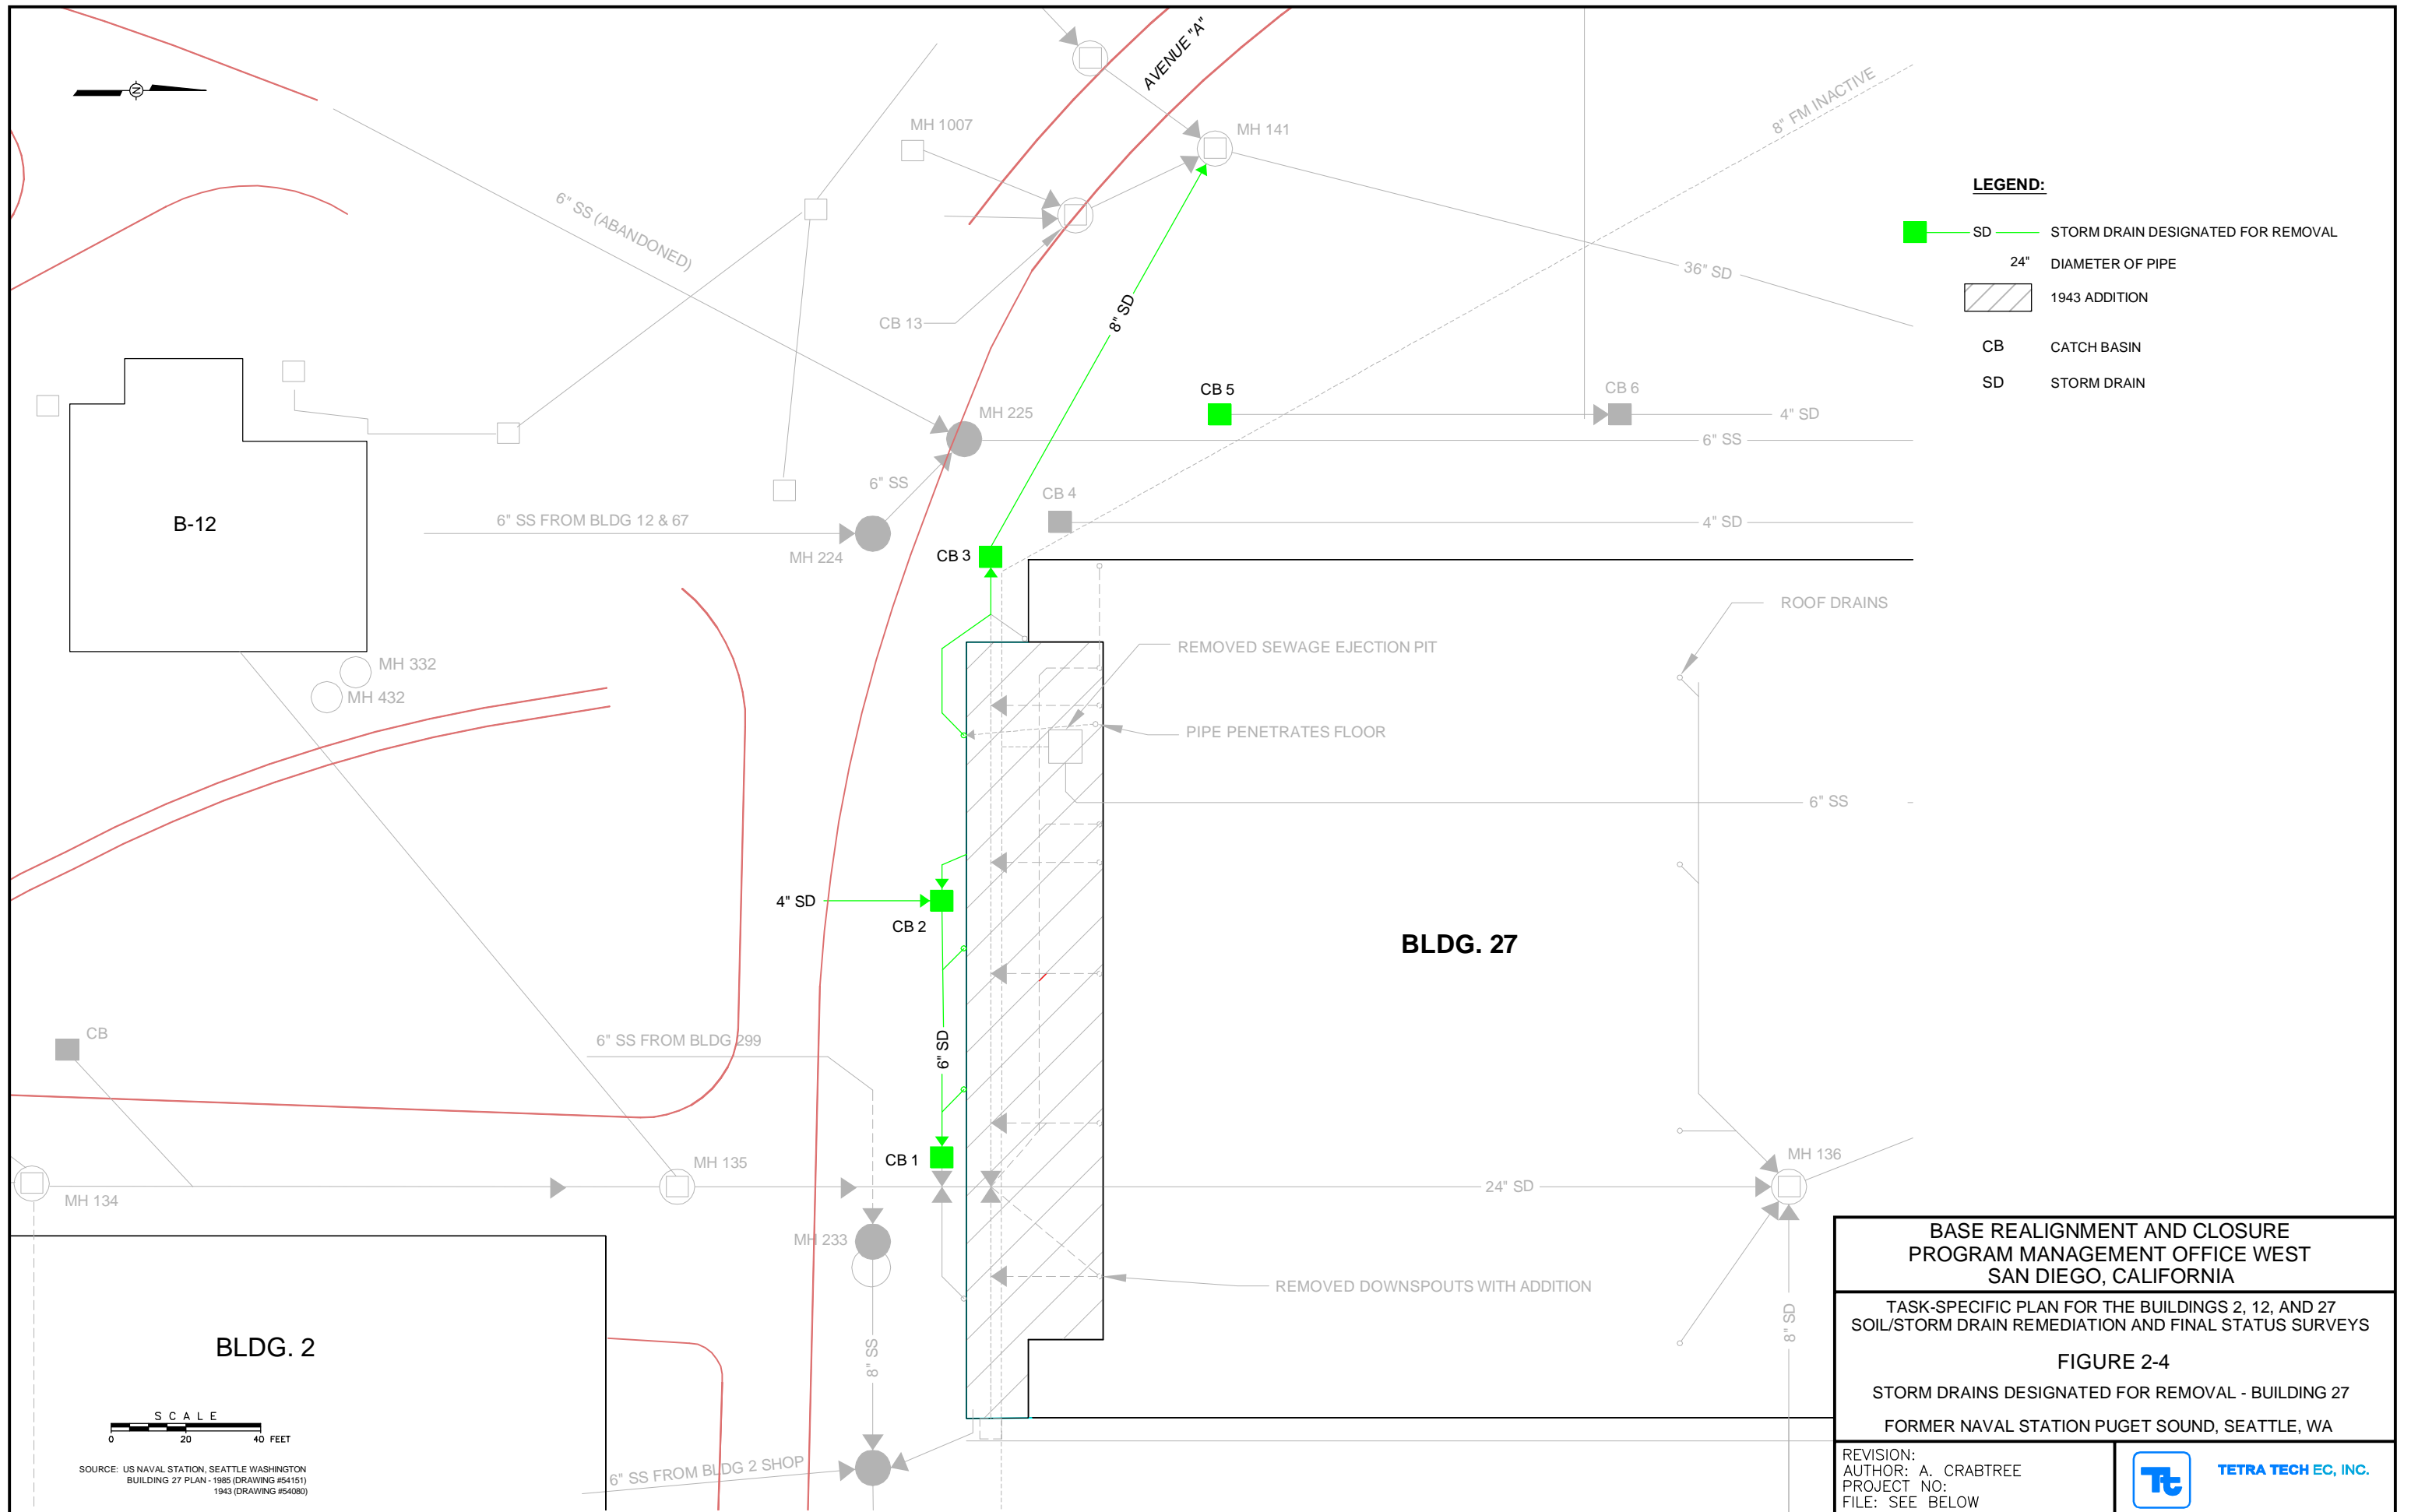 AVENUE "A"
N
MH 1007
MH 141
8" FM INACTIVE
6" SS (ABANDONED)
36" SD
CB 13
8" SD
CB 5
CB 6
4" SD
MH 225
6" SS
6" SS
CB 4
4" SD
B-12
6" SS FROM BLDG 12 & 67
MH 224
CB 3
ROOF DRAINS
REMOVED SEWAGE EJECTION PIT
MH 332
MH 432
PIPE PENETRATES FLOOR
6" SS
4" SD
CB 2
BLDG. 27
CB
6" SS FROM BLDG 299
6" SD
CB 1
MH 135
MH 136
MH 134
24" SD
MH 233
REMOVED DOWNSPOUTS WITH ADDITION
8" SD
8" SS
BLDG. 2
6" SS FROM BLDG 2 SHOP
SCALE
0 20 40 FEET
SOURCE: US NAVAL STATION, SEATTLE WASHINGTON
BUILDING 27 PLAN - 1985 (DRAWING #54151)
1943 (DRAWING #54080)
LEGEND:
SD STORM DRAIN DESIGNATED FOR REMOVAL
24" DIAMETER OF PIPE
1943 ADDITION
CB CATCH BASIN
SD STORM DRAIN
BASE REALIGNMENT AND CLOSURE
PROGRAM MANAGEMENT OFFICE WEST
SAN DIEGO, CALIFORNIA
TASK-SPECIFIC PLAN FOR THE BUILDINGS 2, 12, AND 27
SOIL/STORM DRAIN REMEDIATION AND FINAL STATUS SURVEYS
FIGURE 2-4
STORM DRAINS DESIGNATED FOR REMOVAL - BUILDING 27
FORMER NAVAL STATION PUGET SOUND, SEATTLE, WA
REVISION:
AUTHOR: A. CRABTREE
PROJECT NO:
FILE: SEE BELOW
Tt
TETRA TECH EC, INC.